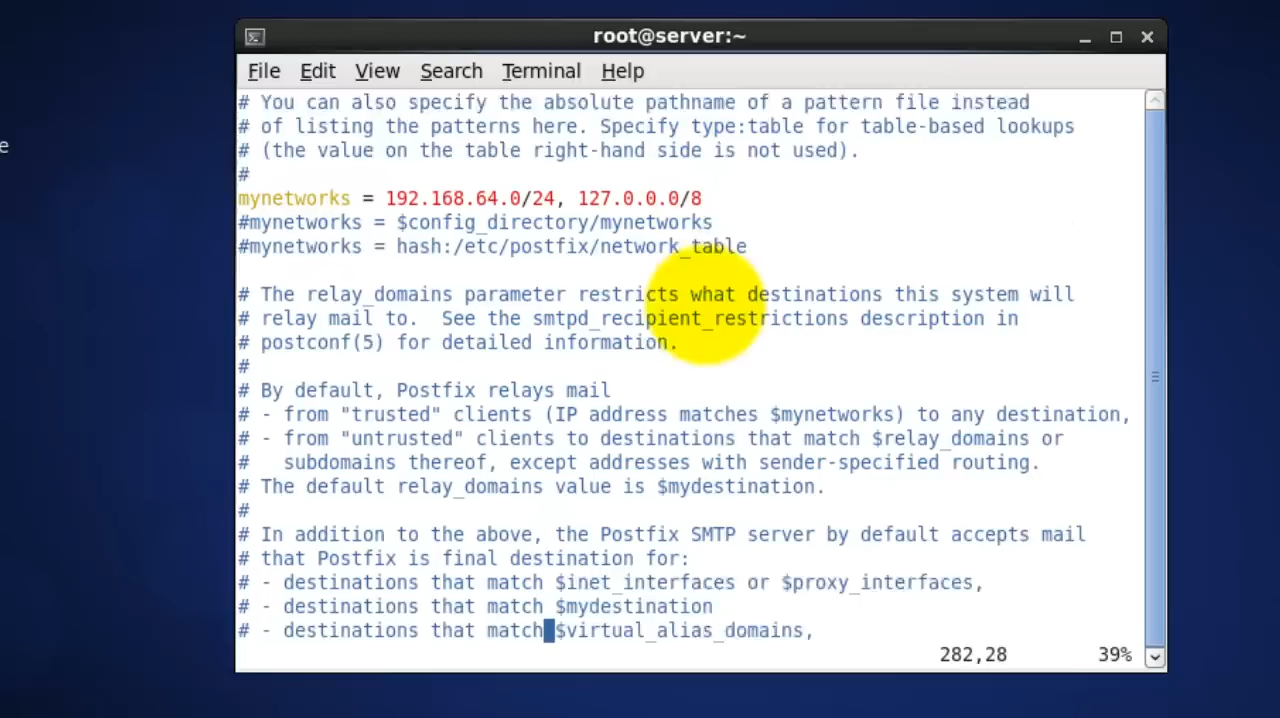 root@server:~
File Edit View Search Terminal Help
# You can also specify the absolute pathname of a pattern file instead
# of listing the patterns here. Specify type:table for table-based lookups
# (the value on the table right-hand side is not used).
#
mynetworks = 192.168.64.0/24, 127.0.0.0/8
#mynetworks = $config_directory/mynetworks
#mynetworks = hash:/etc/postfix/network_table
# The relay_domains parameter restricts what destinations this system will
# relay mail to.  See the smtpd_recipient_restrictions description in
# postconf(5) for detailed information.
#
# By default, Postfix relays mail
# - from "trusted" clients (IP address matches $mynetworks) to any destination,
# - from "untrusted" clients to destinations that match $relay_domains or
#   subdomains thereof, except addresses with sender-specified routing.
# The default relay_domains value is $mydestination.
#
# In addition to the above, the Postfix SMTP server by default accepts mail
# that Postfix is final destination for:
# - destinations that match $inet_interfaces or $proxy_interfaces,
# - destinations that match $mydestination
# - destinations that match $virtual_alias_domains,
282,28 39%
e